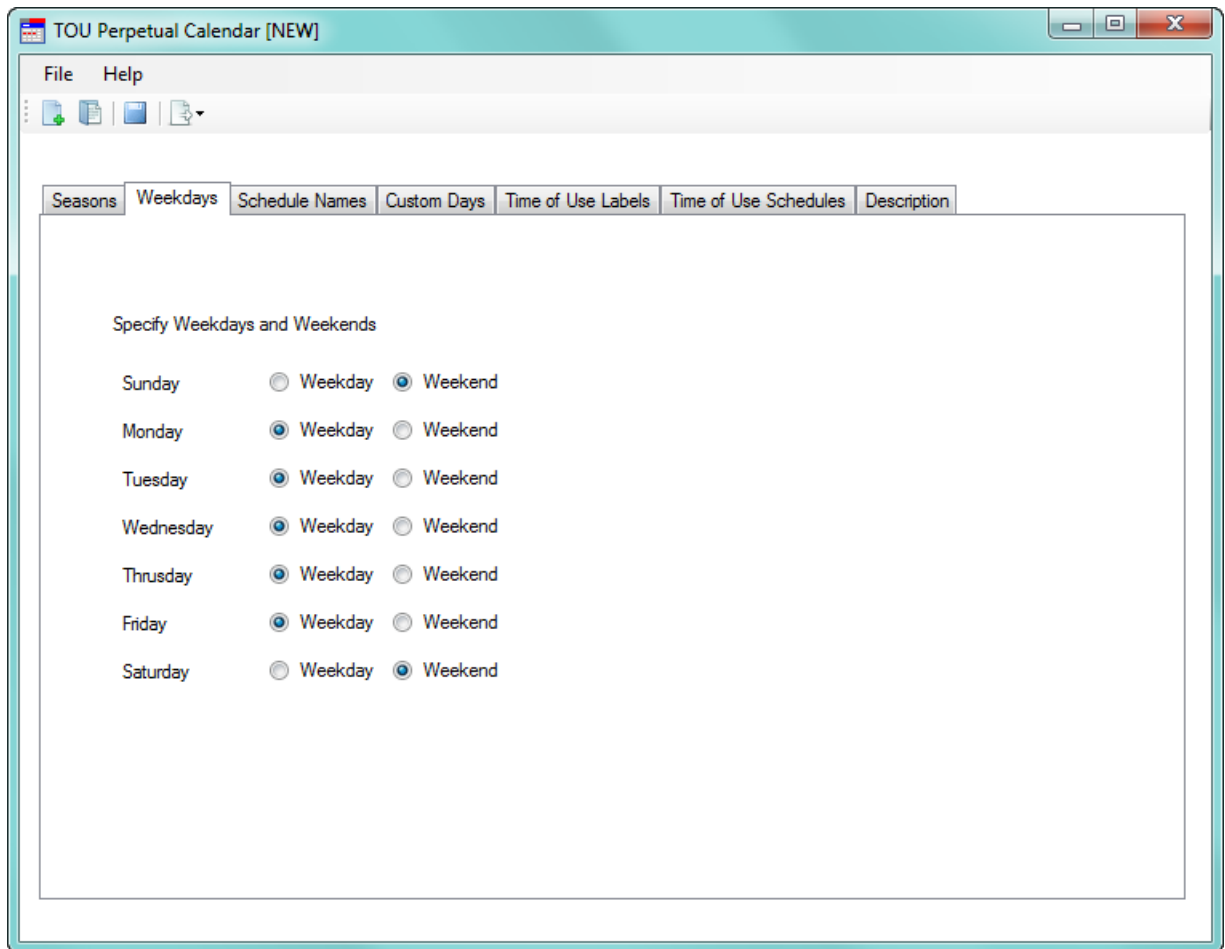 TOU Perpetual Calendar [NEW]
File Help
Seasons Weekdays Schedule Names Custom Days Time of Use Labels Time of Use Schedules Description
Specify Weekdays and Weekends
Sunday Weekday Weekend
Monday Weekday Weekend
Tuesday Weekday Weekend
Wednesday Weekday Weekend
Thrusday Weekday Weekend
Friday Weekday Weekend
Saturday Weekday Weekend